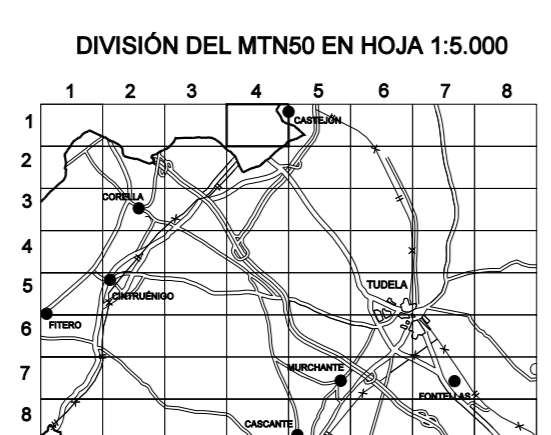 DIVISIÓN DEL MTN50 EN HOJA 1:5.000
1 2 3 4 5 6 7 8
1
CASTEJÓN
2
3
CORELLA
4
5
TUDELA
CINTRUÉNIGO
6
FITERO
7
MURCHANTE
FONTELLAS
8
CASCANTE